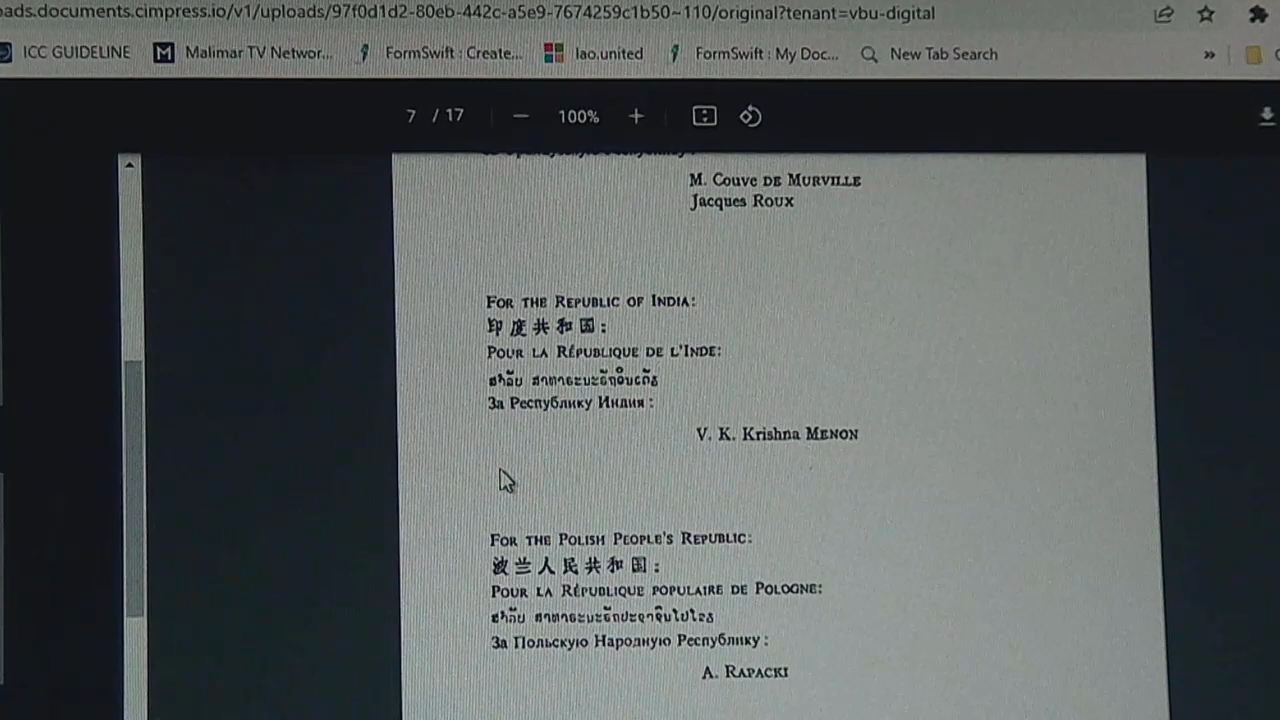 oads.documents.cimpress.io/v1/uploads/97f0d1d2-80eb-442c-a5e9-7674259c1b50~110/original?tenant=vbu-digital
ICC GUIDELINE Malimar TV Networ... FormSwift : Create... lao.united FormSwift : My Doc... New Tab Search »
7 / 17 — 100% +
M. Couve DE MURVILLE
Jacques ROUX
FOR THE REPUBLIC OF INDIA:
印度共和国:
POUR LA RÉPUBLIQUE DE L'INDE:
За Республику Индия:
V. K. Krishna MENON
FOR THE POLISH PEOPLE'S REPUBLIC:
波兰人民共和国:
POUR LA RÉPUBLIQUE POPULAIRE DE POLOGNE:
За Польскую Народную Республику:
A. RAPACKI